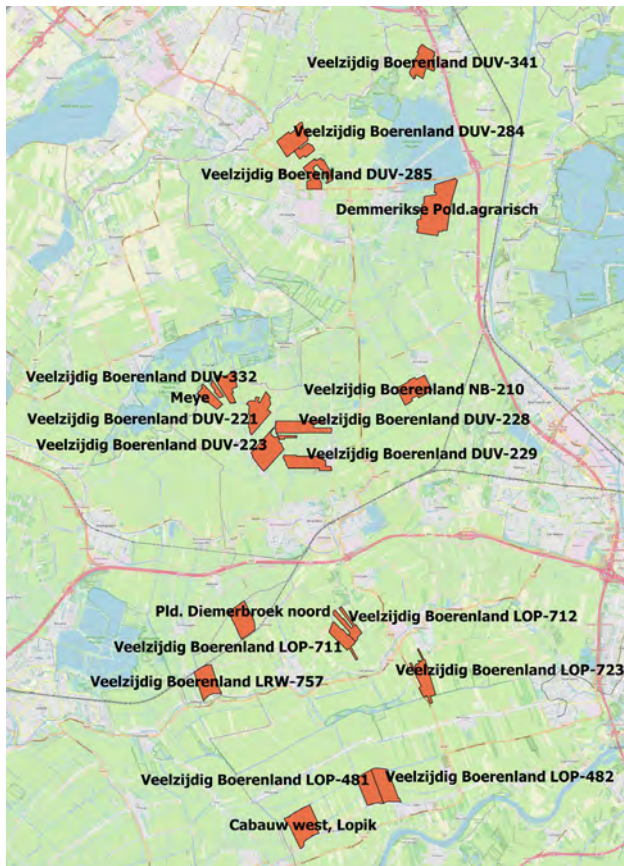 Veelzijdig Boerenland DUV-341
Veelzijdig Boerenland DUV-284
Veelzijdig Boerenland DUV-285
Demmerikse Pold.agrarisch
Veelzijdig Boerenland DUV-332
Meye
Veelzijdig Boerenland NB-210
Veelzijdig Boerenland DUV-221
Veelzijdig Boerenland DUV-228
Veelzijdig Boerenland DUV-223
Veelzijdig Boerenland DUV-229
Pld. Diemerbroek noord
Veelzijdig Boerenland LOP-712
Veelzijdig Boerenland LOP-711
Veelzijdig Boerenland LOP-723
Veelzijdig Boerenland LRW-757
Veelzijdig Boerenland LOP-481
Veelzijdig Boerenland LOP-482
Cabauw west, Lopik